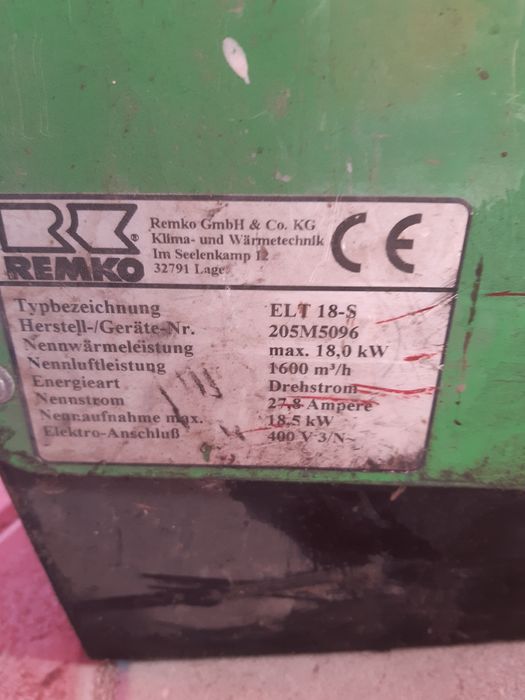 REMKO®
Remko GmbH & Co. KG
Klima- und Wärmetechnik
Im Seelenkamp 12
32791 Lage
CE
Typbezeichnung ELT 18-S
Herstell-/Geräte-Nr. 205M5096
Nennwärmeleistung max. 18,0 kW
Nennluftleistung 1600 m³/h
Energieart Drehstrom
Nennstrom 27,8 Ampere
Nennaufnahme max. 18,5 kW
Elektro-Anschluß 400 V 3/N~